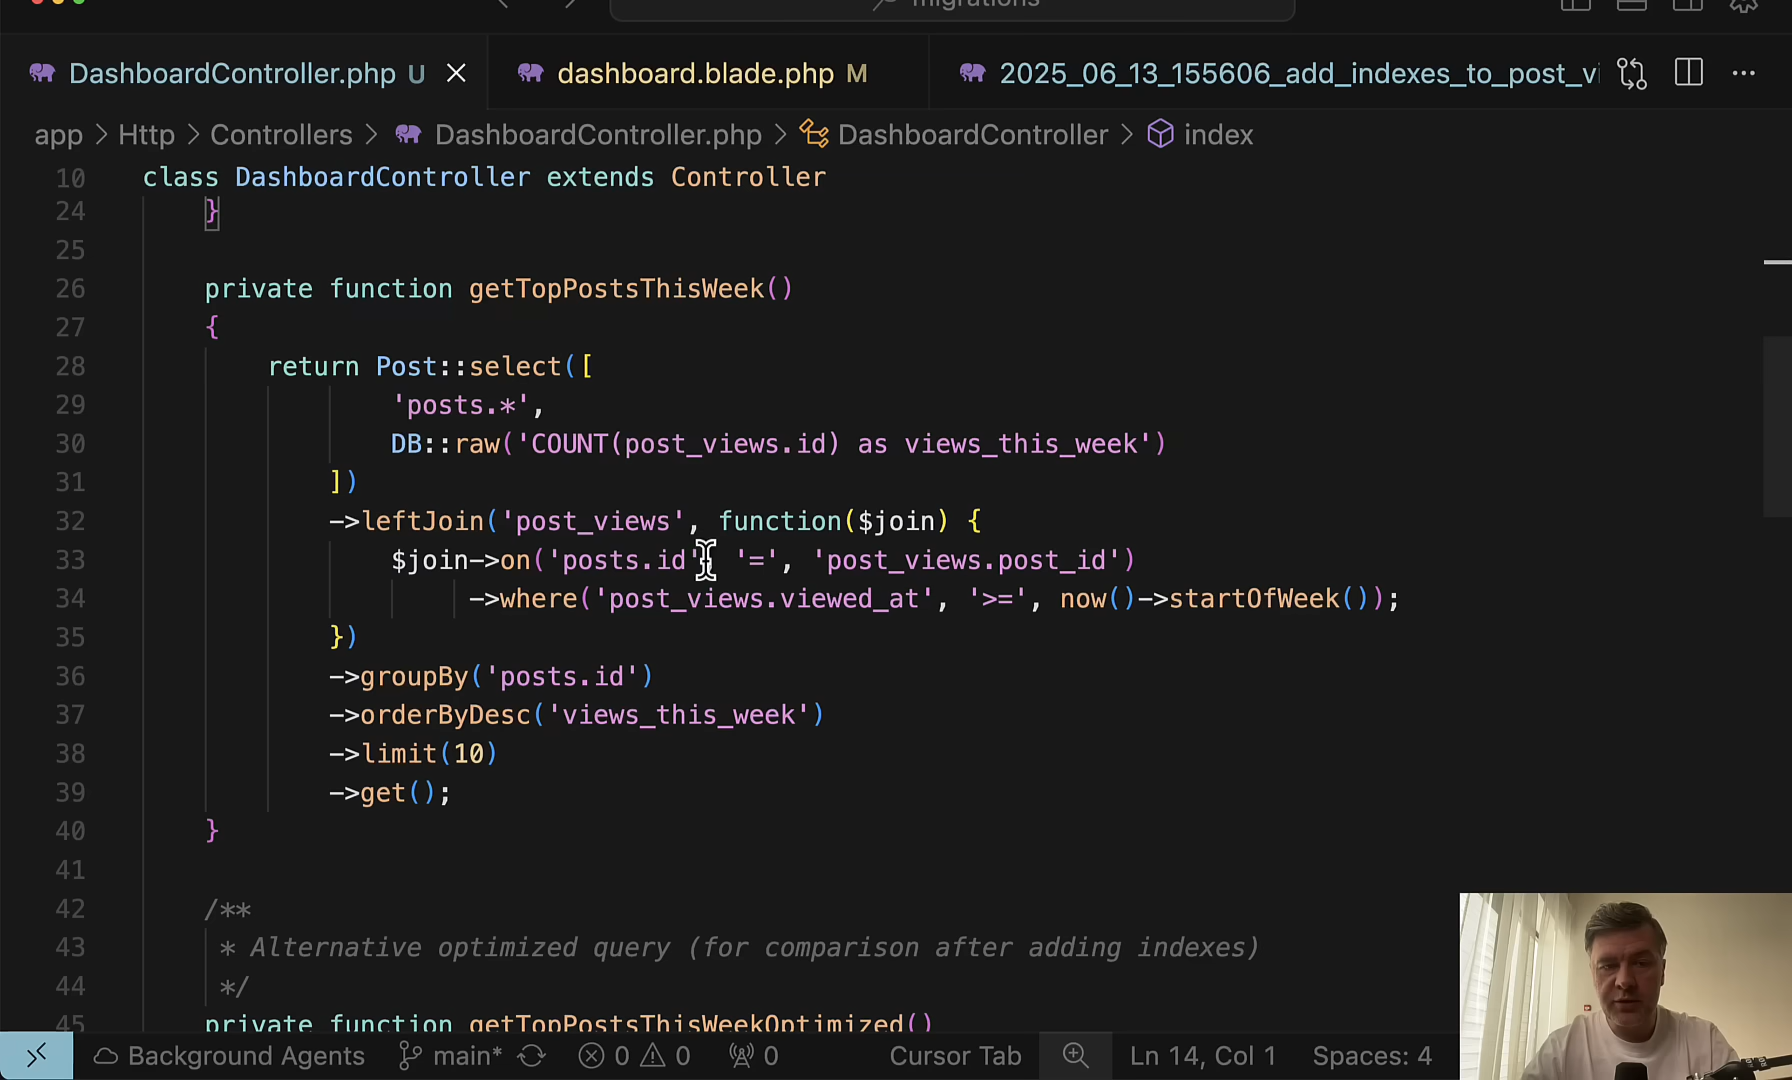 migrations
DashboardController.php U
dashboard.blade.php M
2025_06_13_155606_add_indexes_to_post_vi
app > Http > Controllers > DashboardController.php > DashboardController > index
10 class DashboardController extends Controller
24 }
25
26 private function getTopPostsThisWeek()
27 {
28 return Post::select([
29 'posts.*',
30 DB::raw('COUNT(post_views.id) as views_this_week')
31 ])
32 ->leftJoin('post_views', function($join) {
33 $join->on('posts.id', '=', 'post_views.post_id')
34 ->where('post_views.viewed_at', '>=', now()->startOfWeek());
35 })
36 ->groupBy('posts.id')
37 ->orderByDesc('views_this_week')
38 ->limit(10)
39 ->get();
40 }
41
42 /**
43 * Alternative optimized query (for comparison after adding indexes)
44 */
45 private function getTopPostsThisWeekOptimized()
Background Agents main* 0 0 0 Cursor Tab Ln 14, Col 1 Spaces: 4